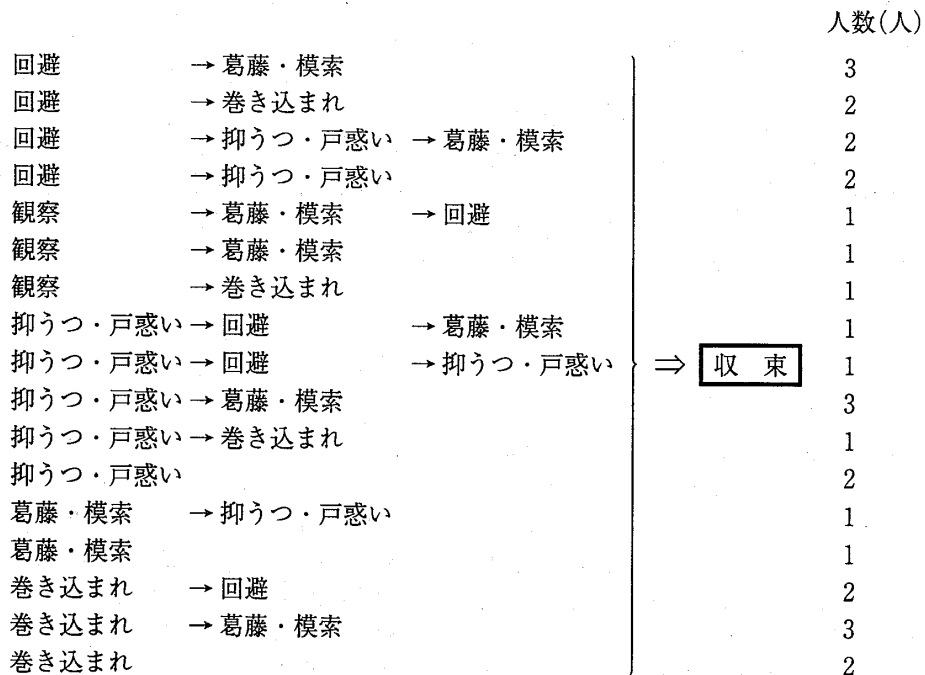 人数(人)
回避 → 葛藤・模索 3
回避 → 巻き込まれ 2
回避 → 抑うつ・戸惑い → 葛藤・模索 2
回避 → 抑うつ・戸惑い 2
観察 → 葛藤・模索 → 回避 1
観察 → 葛藤・模索 1
観察 → 巻き込まれ 1
抑うつ・戸惑い → 回避 → 葛藤・模索 1
抑うつ・戸惑い → 回避 → 抑うつ・戸惑い ⇒ 収束 1
抑うつ・戸惑い → 葛藤・模索 3
抑うつ・戸惑い → 巻き込まれ 1
抑うつ・戸惑い 2
葛藤・模索 → 抑うつ・戸惑い 1
葛藤・模索 1
巻き込まれ → 回避 2
巻き込まれ → 葛藤・模索 3
巻き込まれ 2